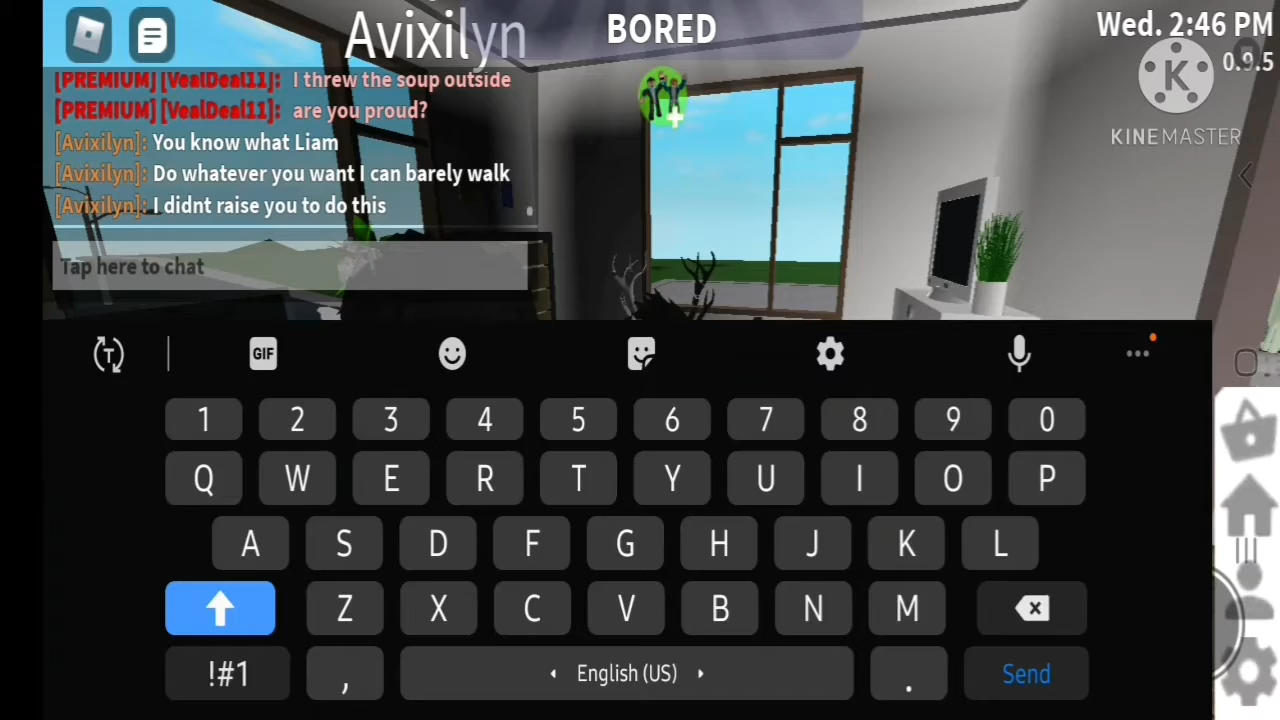 Avixilyn
BORED
Wed. 2:46 PM
0.9.5
KINEMASTER
[PREMIUM] [VealDeal11]: I threw the soup outside
[PREMIUM] [VealDeal11]: are you proud?
[Avixilyn]: You know what Liam
[Avixilyn]: Do whatever you want I can barely walk
[Avixilyn]: I didnt raise you to do this
Tap here to chat
T GIF
1 2 3 4 5 6 7 8 9 0
Q W E R T Y U I O P
A S D F G H J K L
Z X C V B N M
!#1 , English (US) . Send